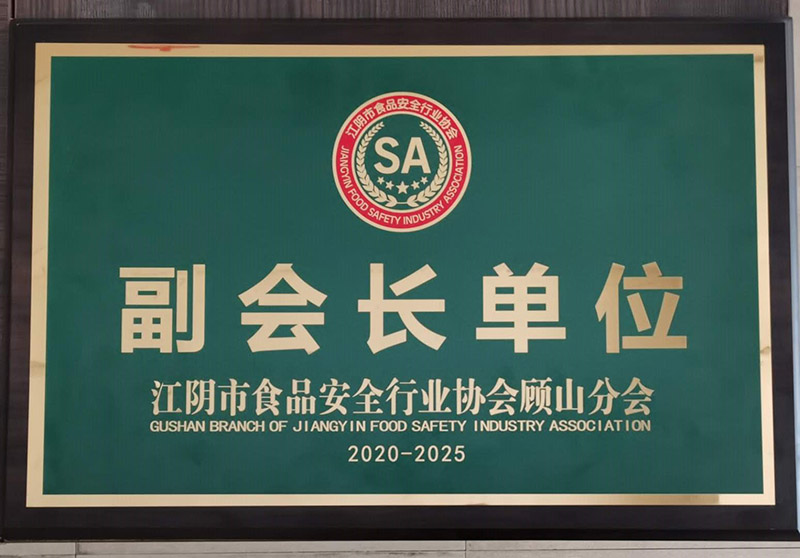 江阴市食品安全行业协会
SA
JIANGYIN FOOD SAFETY INDUSTRY ASSOCIATION
副会长单位
江阴市食品安全行业协会顾山分会
GUSHAN BRANCH OF JIANGYIN FOOD SAFETY INDUSTRY ASSOCIATION
2020-2025